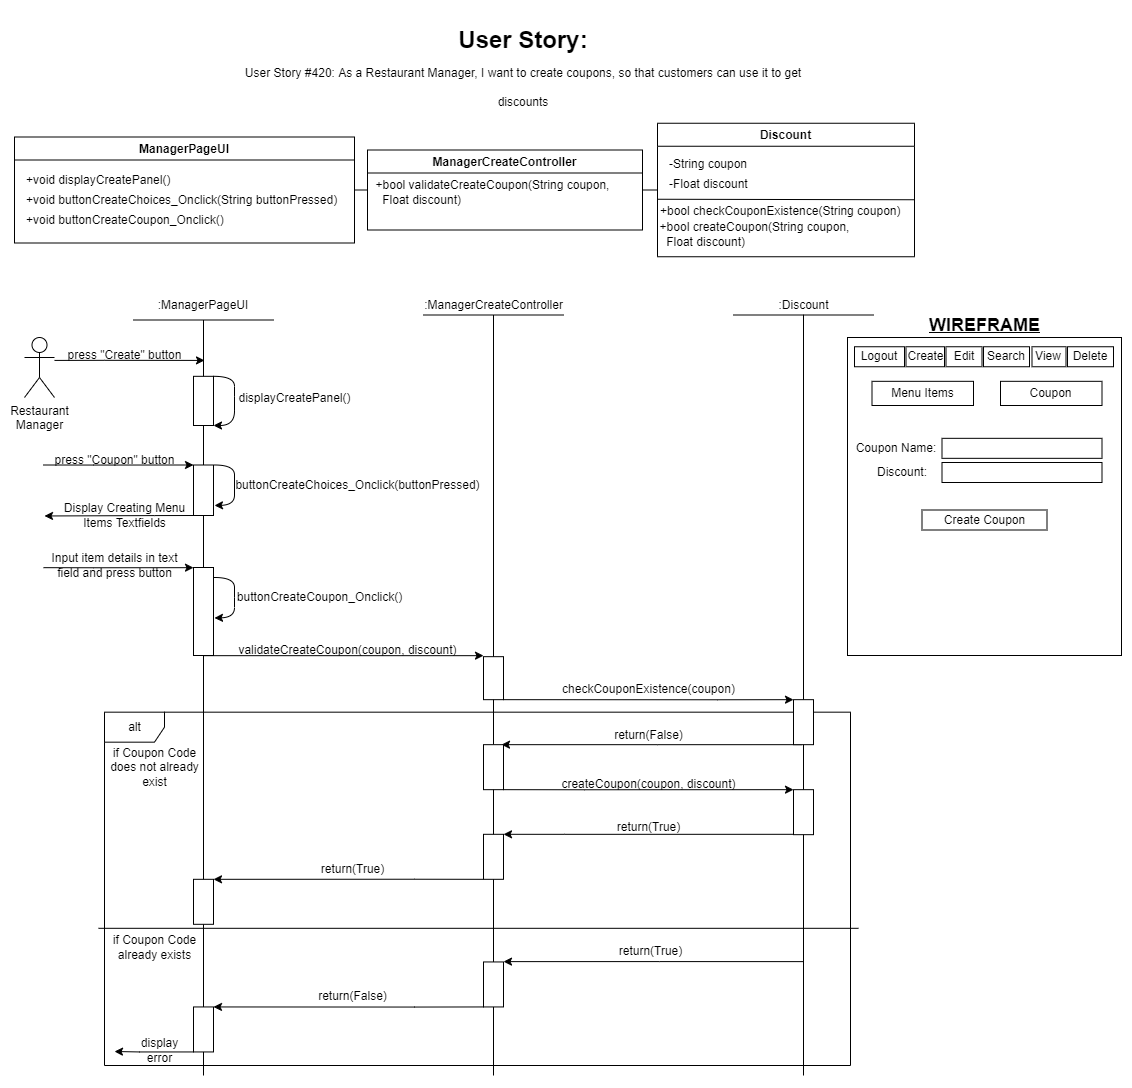 User Story:
User Story #420: As a Restaurant Manager, I want to create coupons, so that customers can use it to get
discounts
ManagerPageUI
+void displayCreatePanel()
+void buttonCreateChoices_Onclick(String buttonPressed)
+void buttonCreateCoupon_Onclick()
ManagerCreateController
+bool validateCreateCoupon(String coupon,
Float discount)
Discount
-String coupon
-Float discount
+bool checkCouponExistence(String coupon)
+bool createCoupon(String coupon,
Float discount)
:ManagerPageUI
:ManagerCreateController
:Discount
Restaurant
Manager
press "Create" button
displayCreatePanel()
press "Coupon" button
buttonCreateChoices_Onclick(buttonPressed)
Display Creating Menu
Items Textfields
Input item details in text
field and press button
buttonCreateCoupon_Onclick()
validateCreateCoupon(coupon, discount)
checkCouponExistence(coupon)
alt
if Coupon Code
does not already
exist
return(False)
createCoupon(coupon, discount)
return(True)
return(True)
if Coupon Code
already exists
return(True)
return(False)
display
error
WIREFRAME
Logout Create Edit Search View Delete
Menu Items Coupon
Coupon Name:
Discount:
Create Coupon